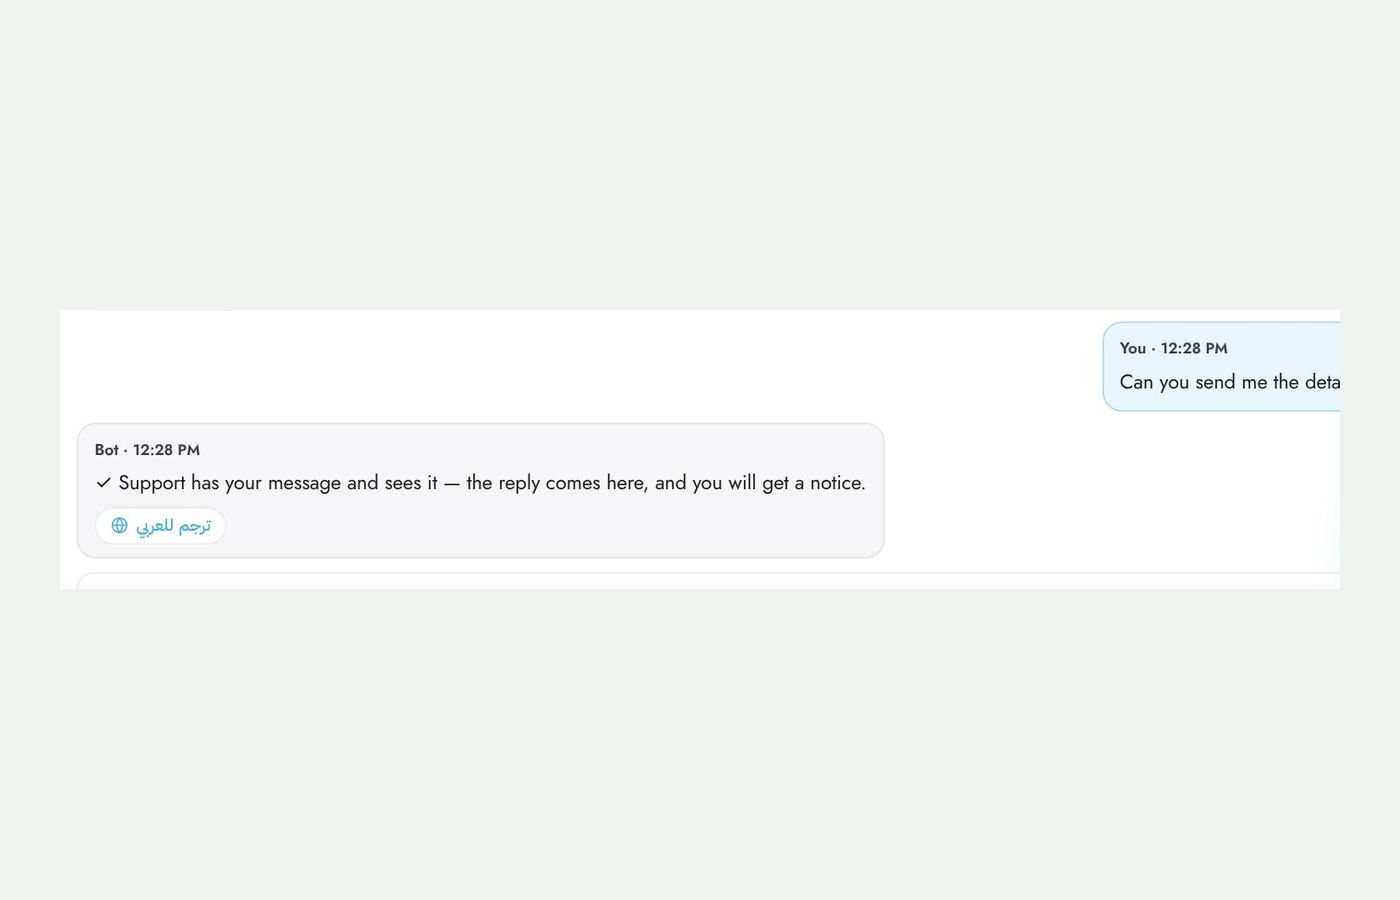 You · 12:28 PM
Can you send me the
Bot · 12:28 PM
✓ Support has your message and sees it — the reply comes here, and you will get a notice.
ترجم للعربي